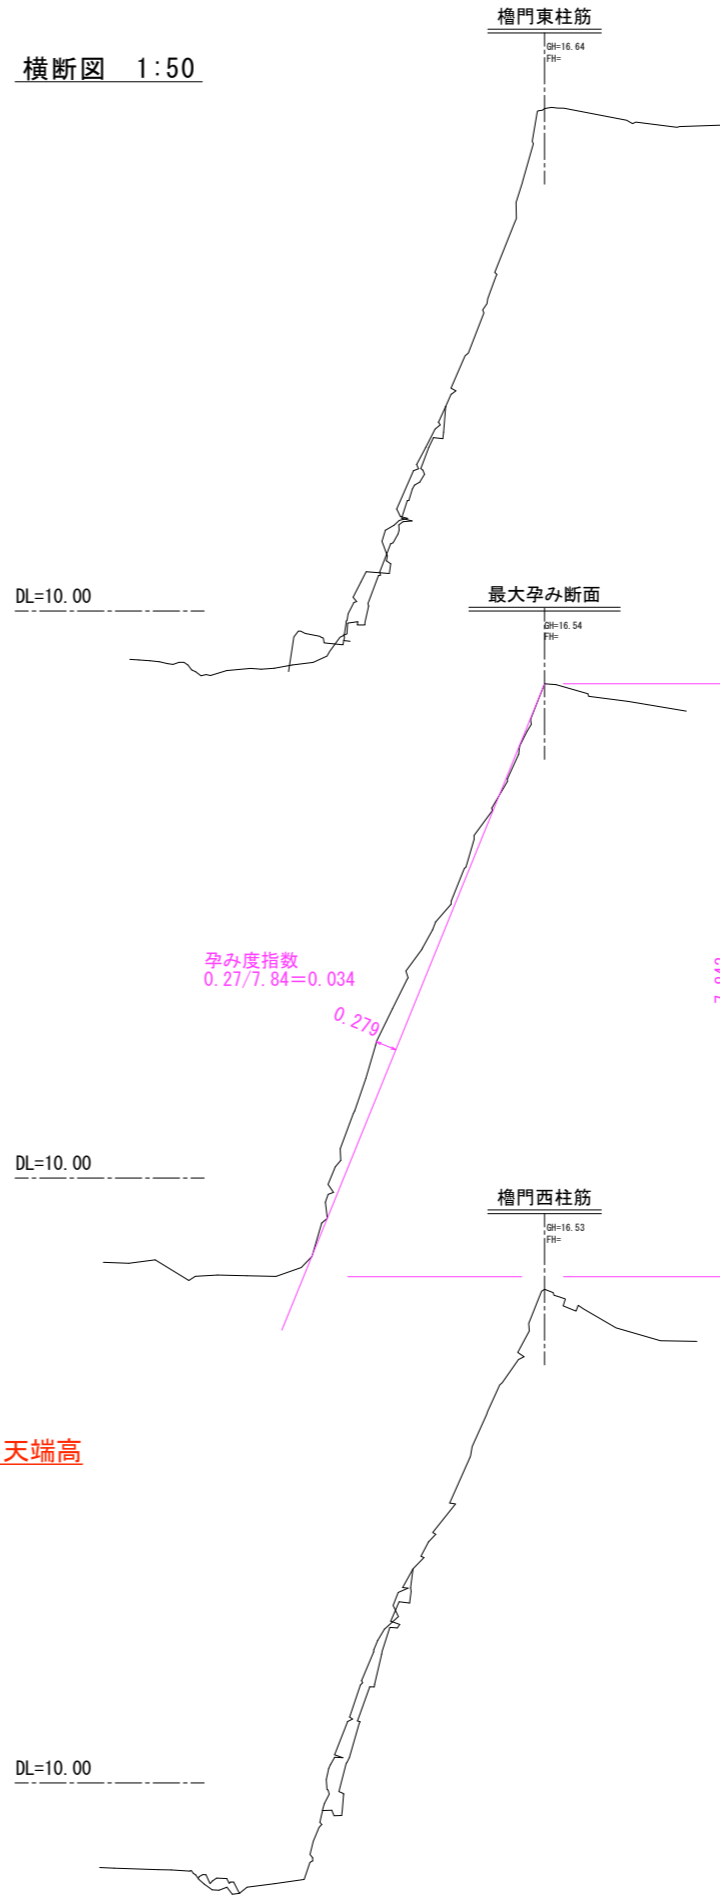 櫓門東柱筋
GH=16.64
FH=
横断図 1:50
DL=10.00
最大孕み断面
GH=16.54
FH=
孕み度指数
0.27/7.84＝0.034
0.279
DL=10.00
櫓門西柱筋
GH=16.53
FH=
天端高
DL=10.00